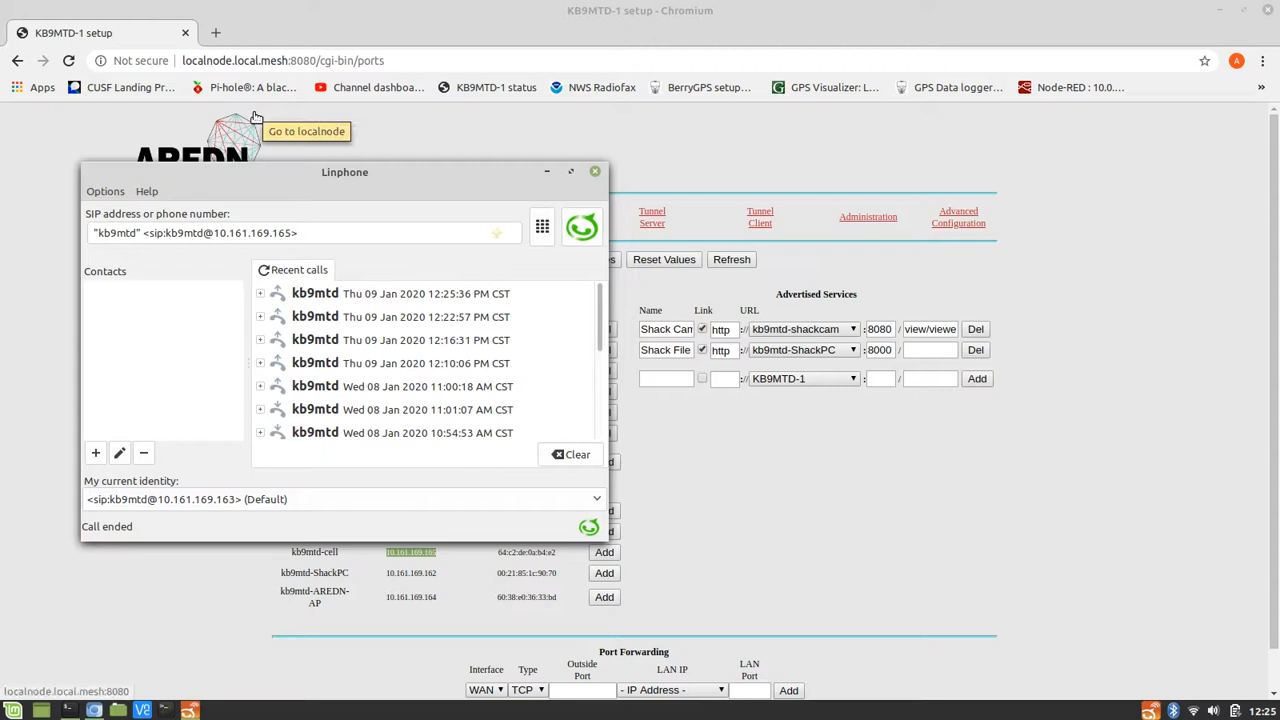 KB9MTD-1 setup - Chromium
KB9MTD-1 setup
Not secure localnode.local.mesh:8080/cgi-bin/ports A
Apps CUSF Landing Pr... Pi-hole®: A blac... Channel dashboa... KB9MTD-1 status NWS Radiofax BerryGPS setup... GPS Visualizer: L... GPS Data logger... Node-RED : 10.0....
Go to localnode
AREDN
Linphone
Options Help
SIP address or phone number:
"kb9mtd" <sip:kb9mtd@10.161.169.165>
Contacts
Recent calls
kb9mtd Thu 09 Jan 2020 12:25:36 PM CST
kb9mtd Thu 09 Jan 2020 12:22:57 PM CST
kb9mtd Thu 09 Jan 2020 12:16:31 PM CST
kb9mtd Thu 09 Jan 2020 12:10:06 PM CST
kb9mtd Wed 08 Jan 2020 11:00:18 AM CST
kb9mtd Wed 08 Jan 2020 11:01:07 AM CST
kb9mtd Wed 08 Jan 2020 10:54:53 AM CST
Clear
My current identity:
<sip:kb9mtd@10.161.169.163> (Default)
Call ended
Tunnel Server
Tunnel Client
Administration
Advanced Configuration
Reset Values Refresh
Advertised Services
Name Link URL
Shack Cam http :// kb9mtd-shackcam : 8080 / view/viewe Del
Shack File http :// kb9mtd-ShackPC : 8000 / Del
:// KB9MTD-1 : / Add
kb9mtd-cell 10.161.169.165 64:c2:de:0a:b4:e2 Add
kb9mtd-ShackPC 10.161.169.162 00:21:85:1c:90:70 Add
kb9mtd-AREDN-AP 10.161.169.164 60:38:e0:36:33:bd Add
Port Forwarding
Interface Type Outside Port LAN IP LAN Port
WAN TCP - IP Address - Add
localnode.local.mesh:8080
12:25